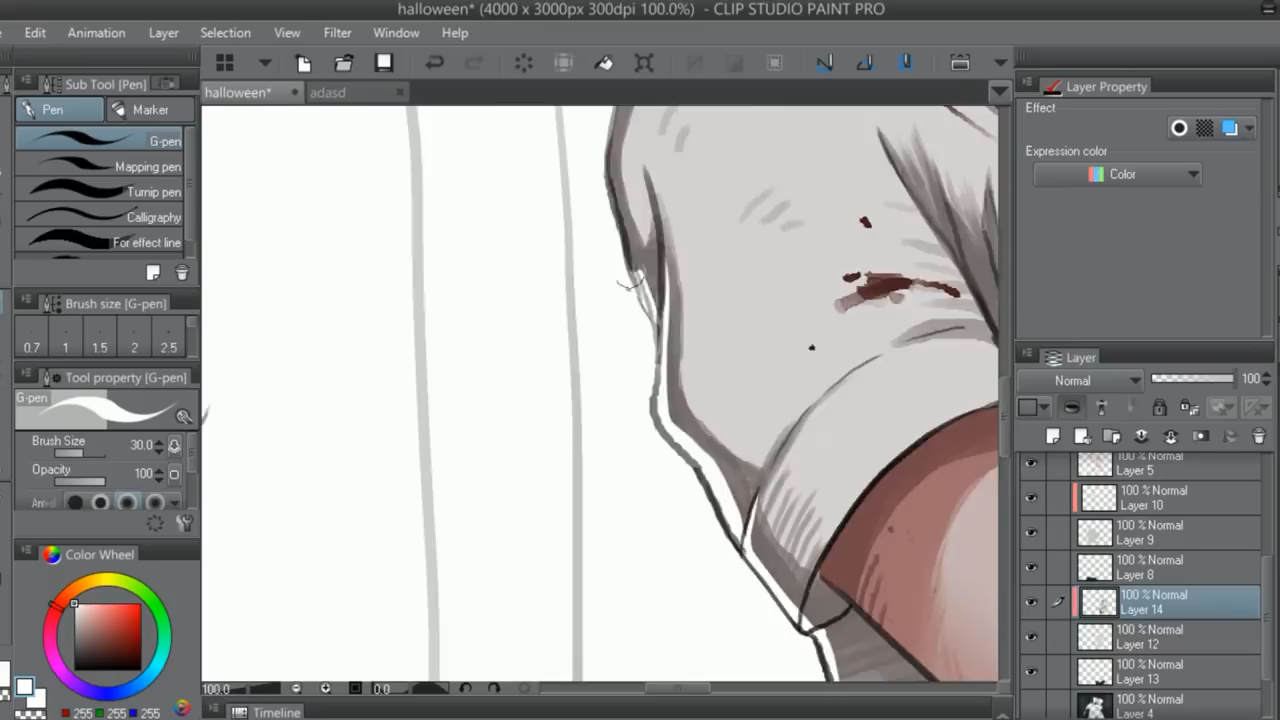 halloween* (4000 x 3000px 300dpi 100.0%) - CLIP STUDIO PAINT PRO
Edit Animation Layer Selection View Filter Window Help
Sub Tool [Pen]
Pen Marker
G-pen
Mapping pen
Turnip pen
Calligraphy
For effect line
Brush size [G-pen]
0.7 1 1.5 2 2.5
Tool property [G-pen]
G-pen
Brush Size 30.0
Opacity 100
Color Wheel
255 255 255
halloween* adasd
100.0 0.0
Timeline
Layer Property
Effect
Expression color
Color
Layer
Normal 100
100 % Normal
Layer 5
100 % Normal
Layer 10
100 % Normal
Layer 9
100 % Normal
Layer 8
100 % Normal
Layer 14
100 % Normal
Layer 12
100 % Normal
Layer 13
100 % Normal
Layer 4